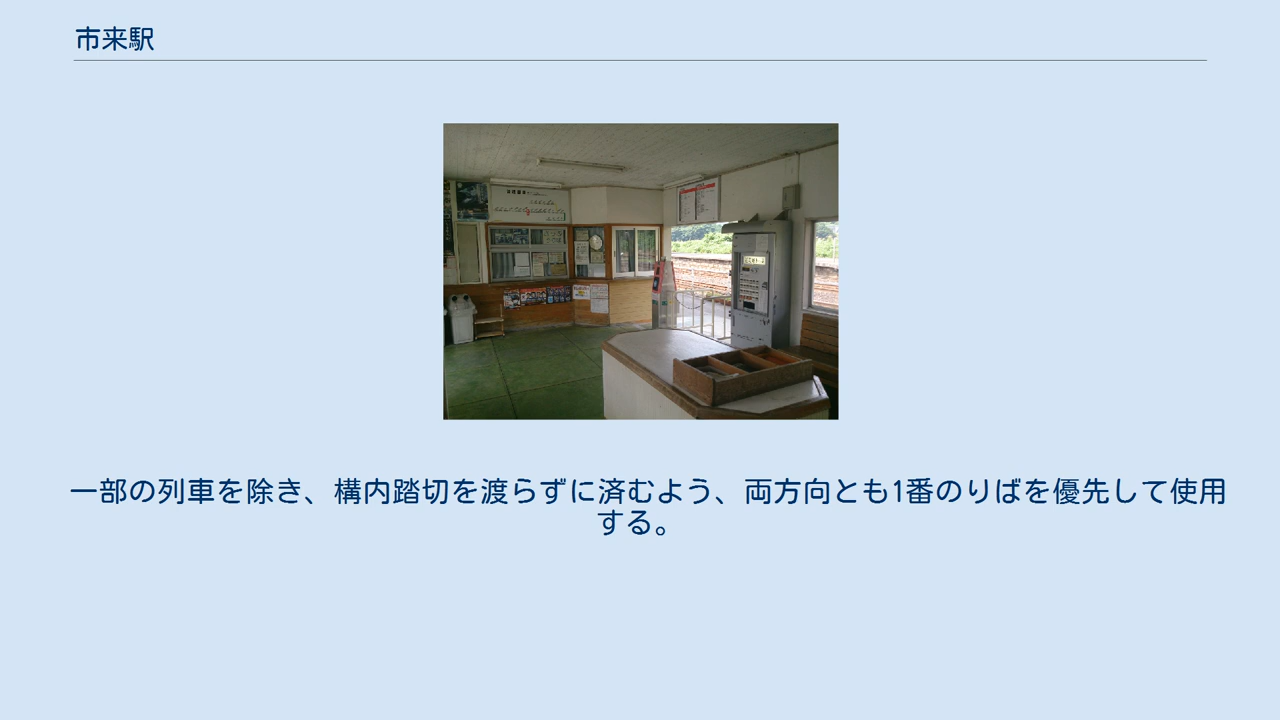 市来駅
一部の列車を除き、構内踏切を渡らずに済むよう、両方向とも1番のりばを優先して使用
する。